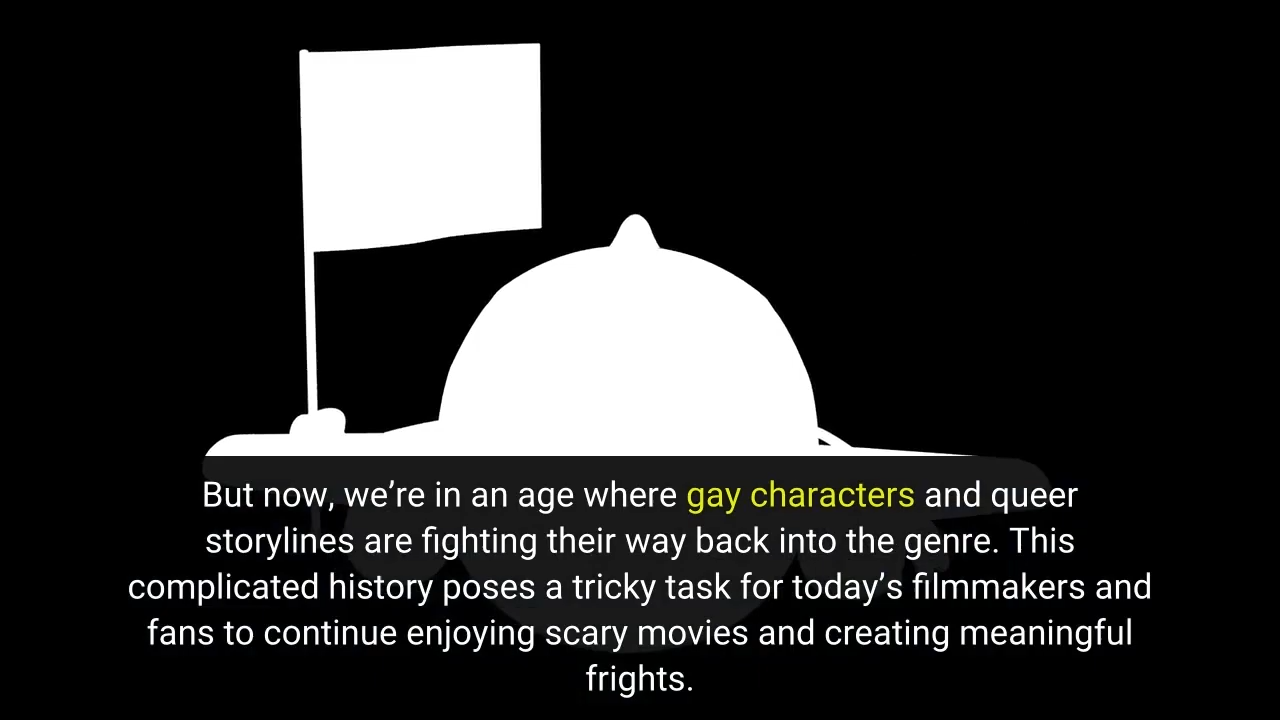 But now, we’re in an age where gay characters and queer
storylines are fighting their way back into the genre. This
complicated history poses a tricky task for today’s filmmakers and
fans to continue enjoying scary movies and creating meaningful
frights.